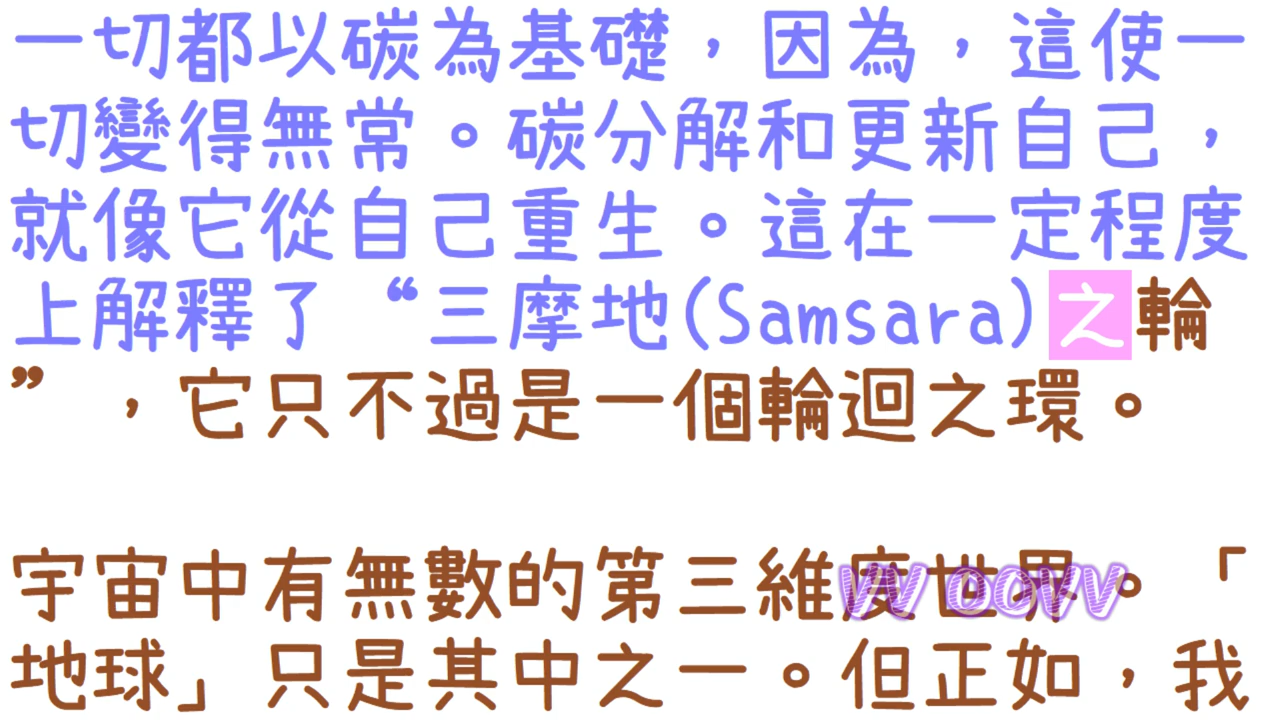 一切都以碳為基礎，因為，這使一
切變得無常。碳分解和更新自己，
就像它從自己重生。這在一定程度
上解釋了“三摩地(Samsara)之輪
”，它只不過是一個輪迴之環。
宇宙中有無數的第三維度世界。「
VV OOVV
地球」只是其中之一。但正如，我